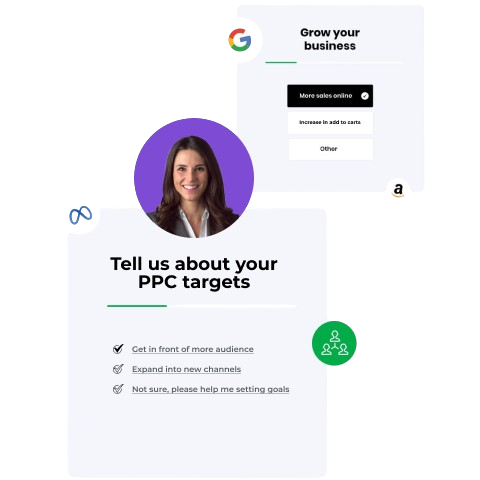 Grow your
business
More sales online
Increase in add to carts
Other
Tell us about your
PPC targets
Get in front of more audience
Expand into new channels
Not sure, please help me setting goals